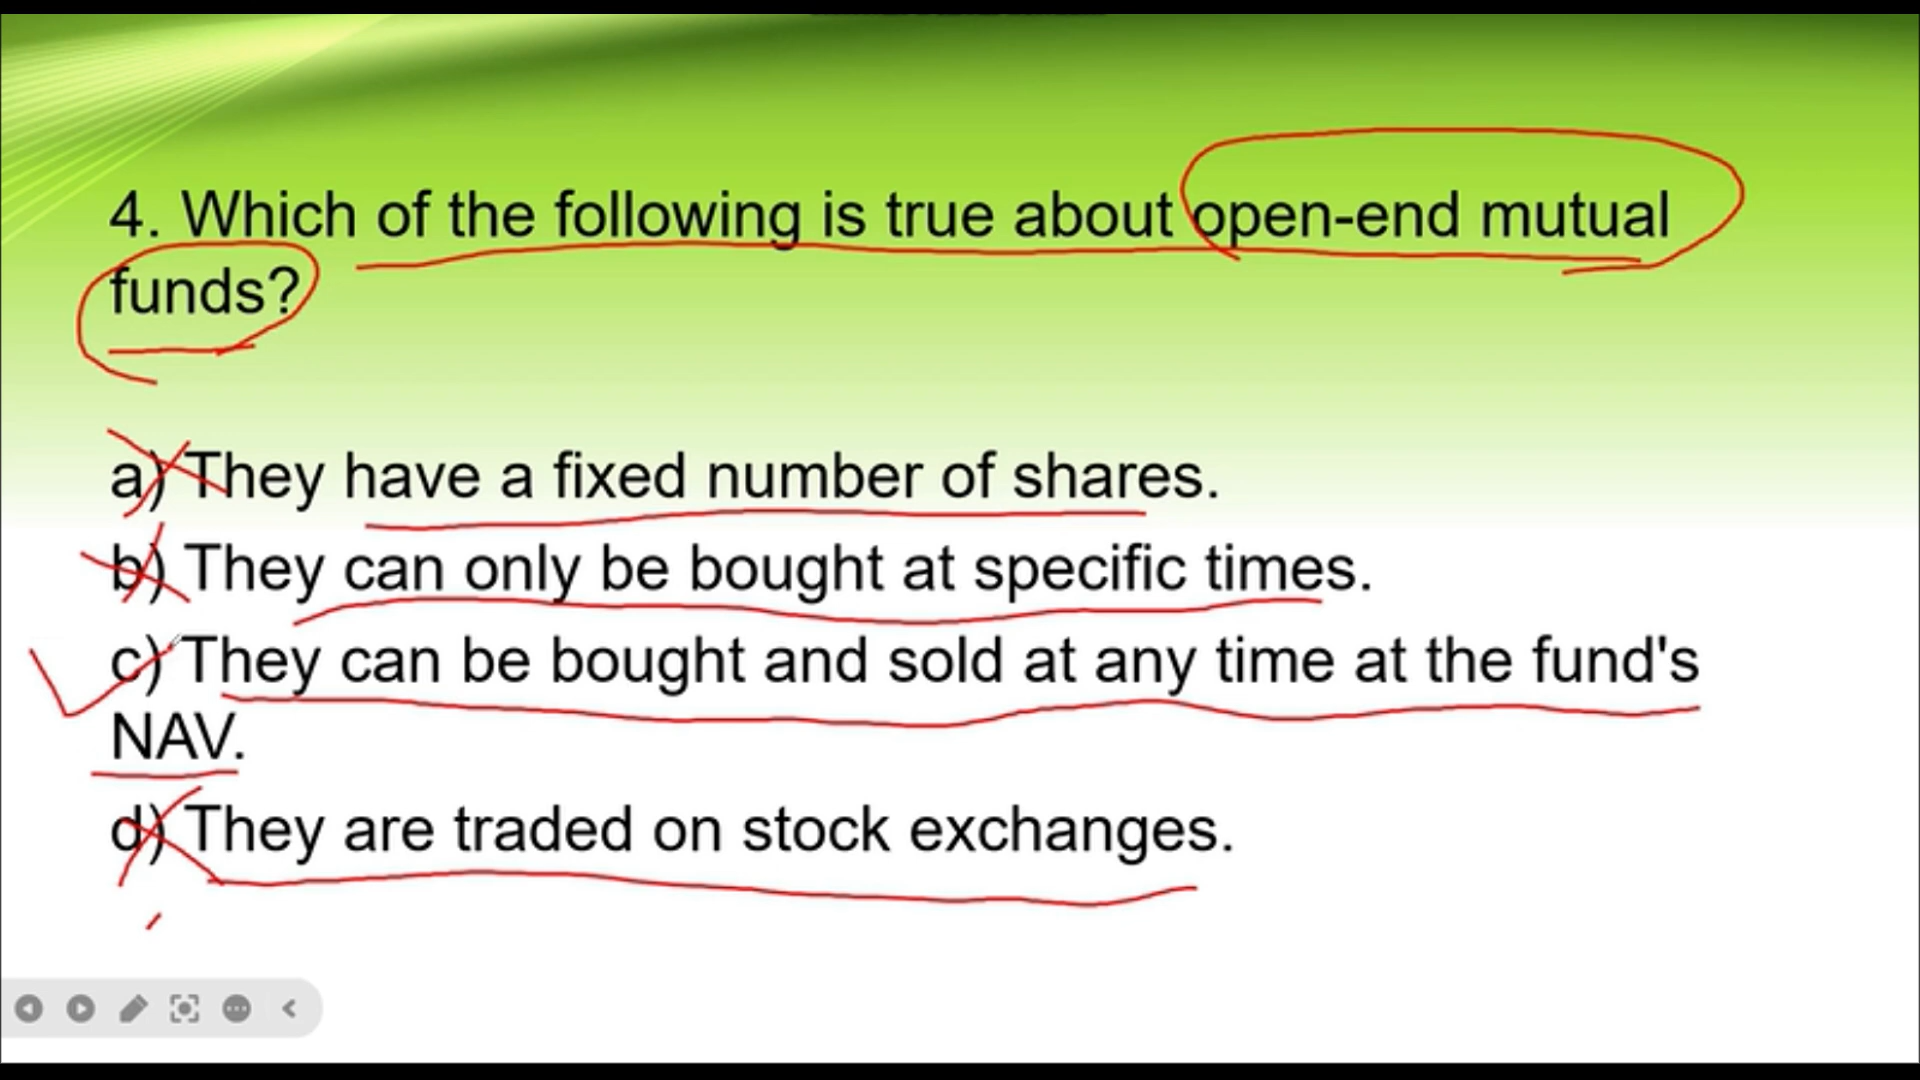 4. Which of the following is true about open-end mutual
funds?
a) They have a fixed number of shares.
b) They can only be bought at specific times.
c) They can be bought and sold at any time at the fund's
NAV.
d) They are traded on stock exchanges.